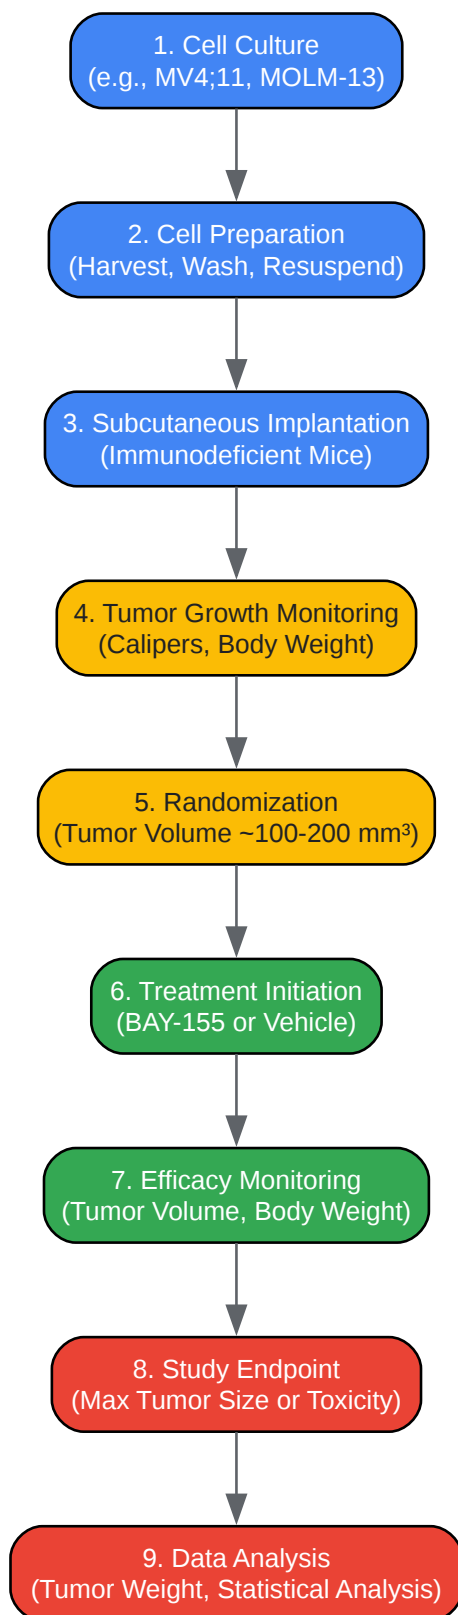 1. Cell Culture
(e.g., MV4;11, MOLM-13)
2. Cell Preparation
(Harvest, Wash, Resuspend)
3. Subcutaneous Implantation
(Immunodeficient Mice)
4. Tumor Growth Monitoring
(Calipers, Body Weight)
5. Randomization
(Tumor Volume ~100-200 mm³)
6. Treatment Initiation
(BAY-155 or Vehicle)
7. Efficacy Monitoring
(Tumor Volume, Body Weight)
8. Study Endpoint
(Max Tumor Size or Toxicity)
9. Data Analysis
(Tumor Weight, Statistical Analysis)